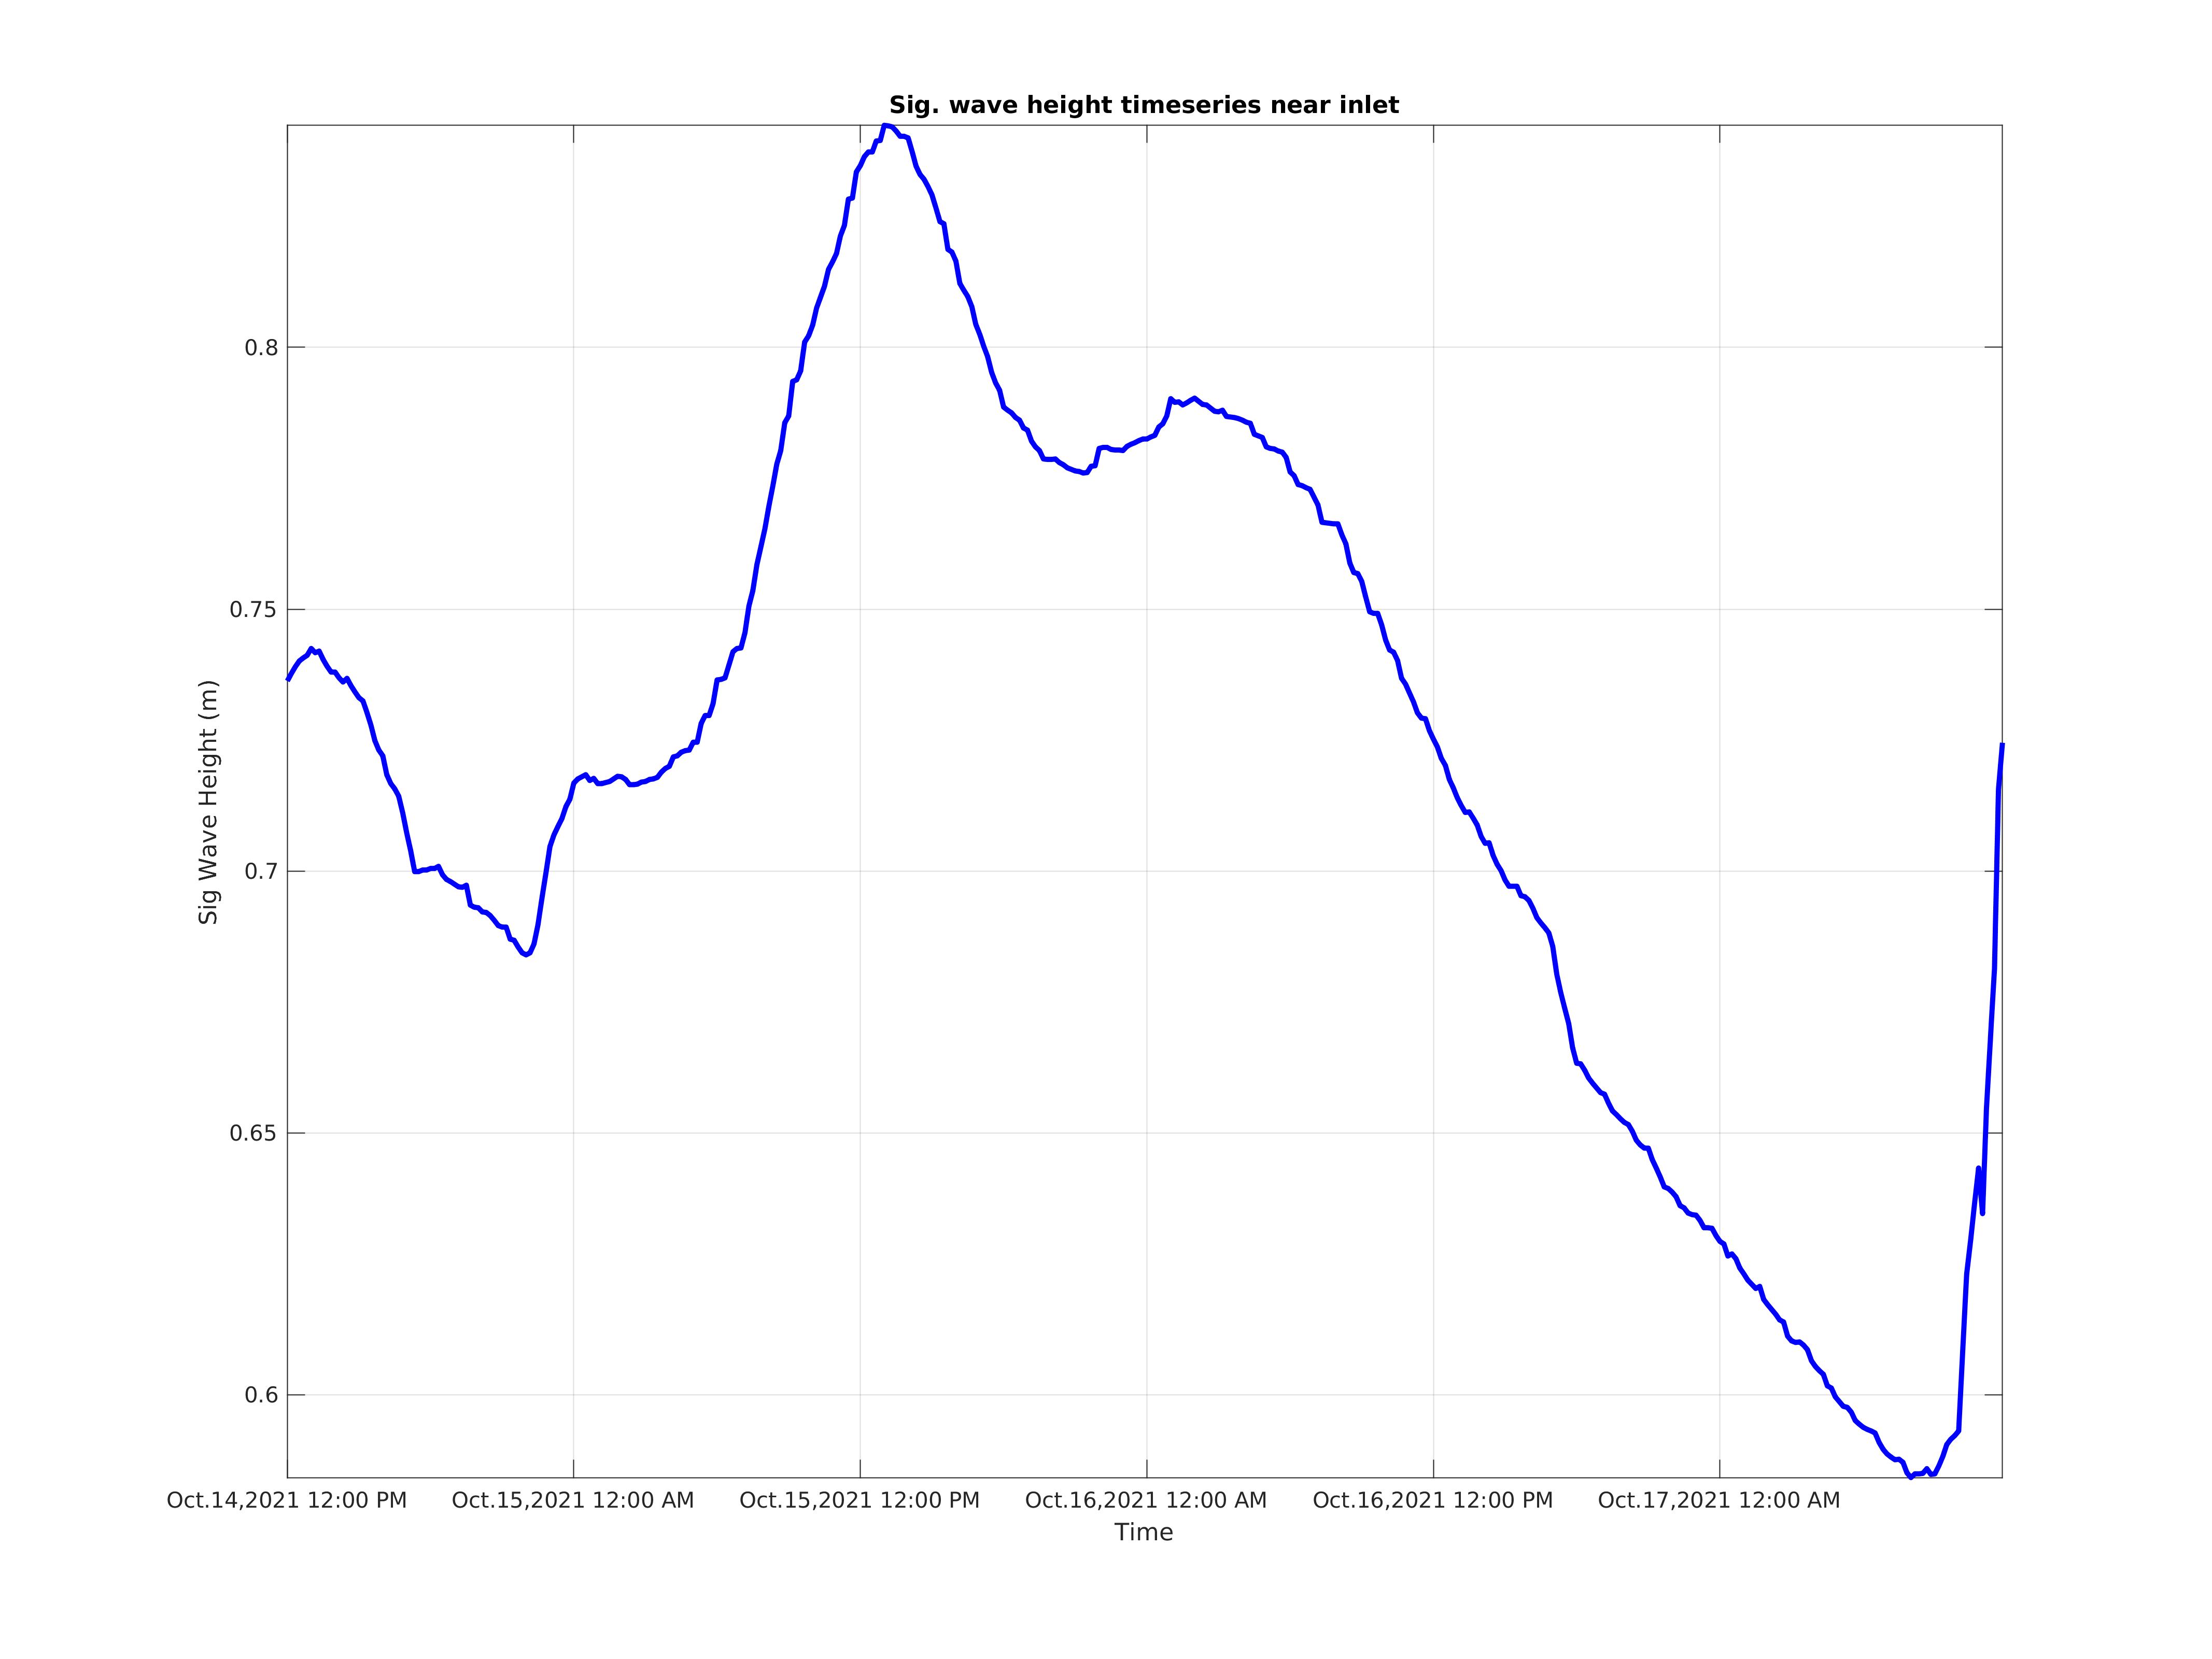 Sig. wave height timeseries near inlet
0.8
0.75
0.7
0.65
0.6
Sig Wave Height (m)
Oct.14,2021 12:00 PM Oct.15,2021 12:00 AM Oct.15,2021 12:00 PM Oct.16,2021 12:00 AM Oct.16,2021 12:00 PM Oct.17,2021 12:00 AM
Time